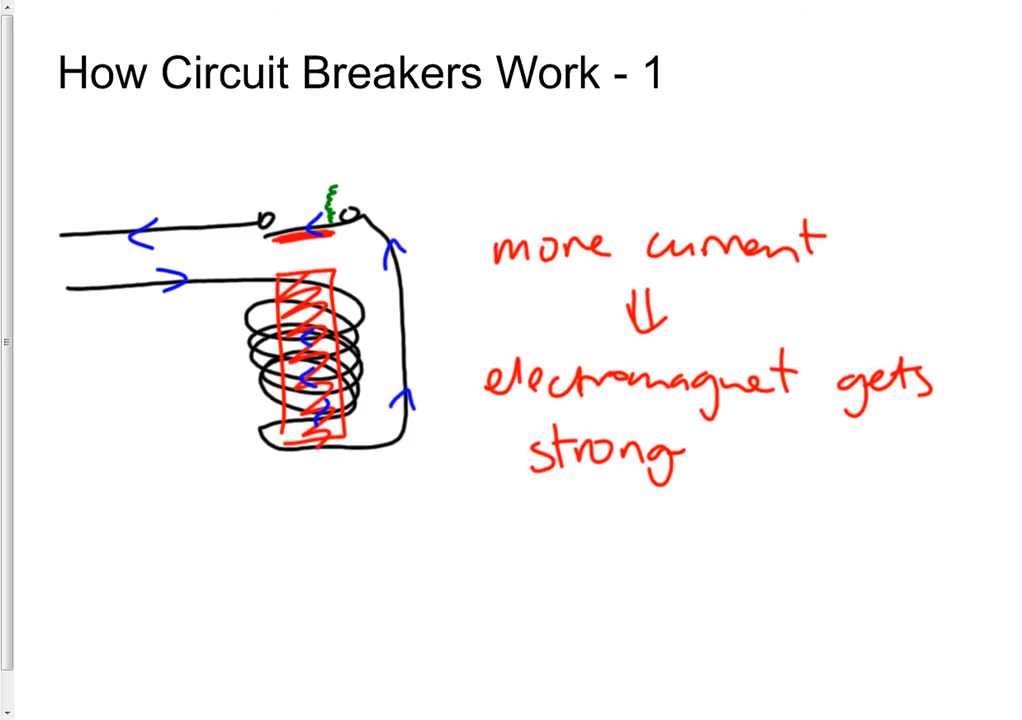 How Circuit Breakers Work - 1
more current
⇓
electromagnet gets
strong